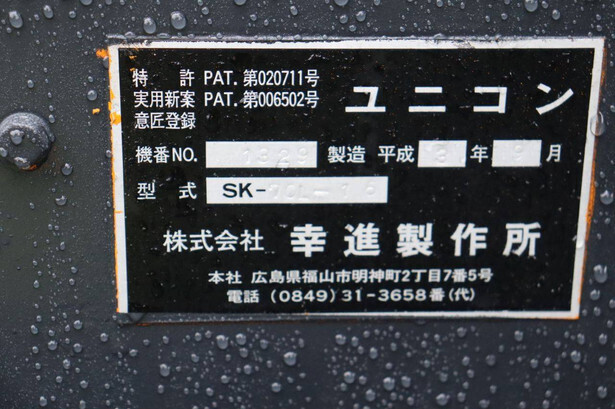 特許 PAT. 第020711号
実用新案 PAT. 第006502号
意匠登録
ユニコン
機番NO. 製造 平成 年 月
型式 SK-
株式会社 幸進製作所
本社 広島県福山市明神町2丁目7番5号
電話 (0849) 31-3658番(代)